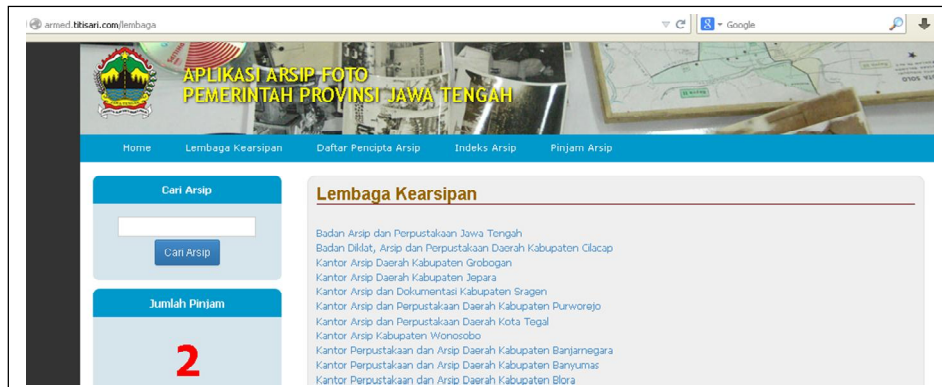 armed.titisari.com/lembaga
Google
APLIKASI ARSIP FOTO
PEMERINTAH PROVINSI JAWA TENGAH
Home Lembaga Kearsipan Daftar Pencipta Arsip Indeks Arsip Pinjam Arsip
Cari Arsip
Cari Arsip
Jumlah Pinjam
2
Lembaga Kearsipan
Badan Arsip dan Perpustakaan Jawa Tengah
Badan Diklat, Arsip dan Perpustakaan Daerah Kabupaten Cilacap
Kantor Arsip Daerah Kabupaten Grobogan
Kantor Arsip Daerah Kabupaten Jepara
Kantor Arsip dan Dokumentasi Kabupaten Sragen
Kantor Arsip dan Perpustakaan Daerah Kabupaten Purworejo
Kantor Arsip dan Perpustakaan Daerah Kota Tegal
Kantor Arsip Kabupaten Wonosobo
Kantor Perpustakaan dan Arsip Daerah Kabupaten Banjarnegara
Kantor Perpustakaan dan Arsip Daerah Kabupaten Banyumas
Kantor Perpustakaan dan Arsip Daerah Kabupaten Blora